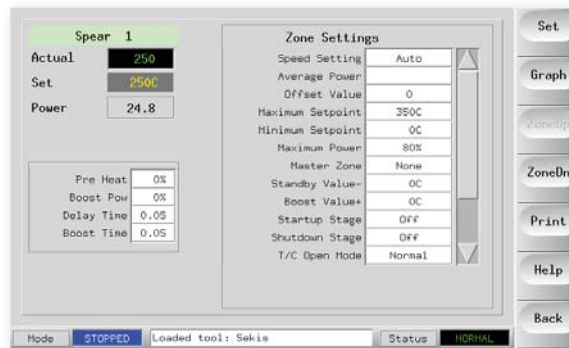 Spear 1
Actual 250
Set 250C
Power 24.8
Pre Heat 0%
Boost Pow 0%
Delay Time 0.0S
Boost Time 0.0S
Zone Settings
Speed Setting Auto
Average Power
Offset Value 0
Maximum Setpoint 350C
Minimum Setpoint 0C
Maximum Power 80%
Master Zone None
Standby Value- 0C
Boost Value+ 0C
Startup Stage Off
Shutdown Stage Off
T/C Open Mode Normal
Set
Graph
ZoneUp
ZoneDn
Print
Help
Back
Mode STOPPED Loaded tool: Sekis Status NORMAL